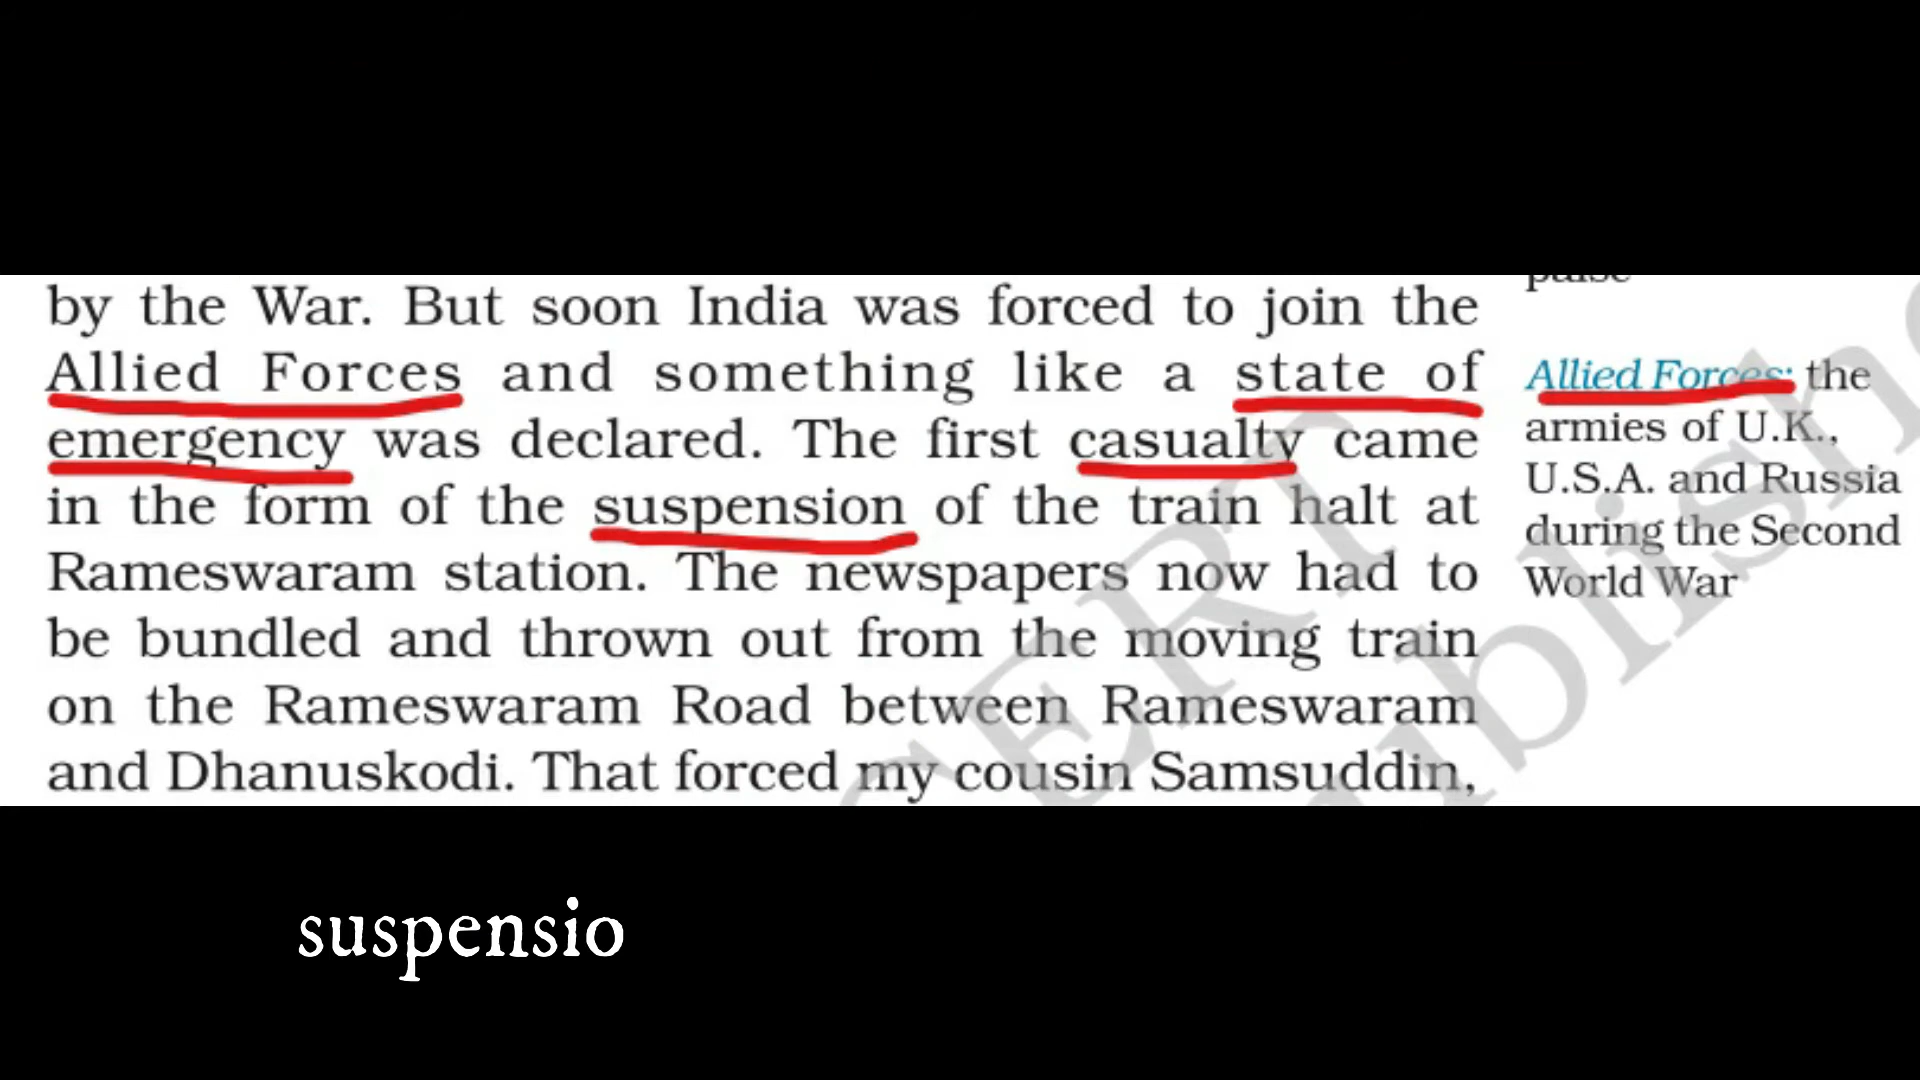 by the War. But soon India was forced to join the
Allied Forces and something like a state of
emergency was declared. The first casualty came
in the form of the suspension of the train halt at
Rameswaram station. The newspapers now had to
be bundled and thrown out from the moving train
on the Rameswaram Road between Rameswaram
and Dhanuskodi. That forced my cousin Samsuddin,
Allied Forces: the
armies of U.K.,
U.S.A. and Russia
during the Second
World War
suspensio